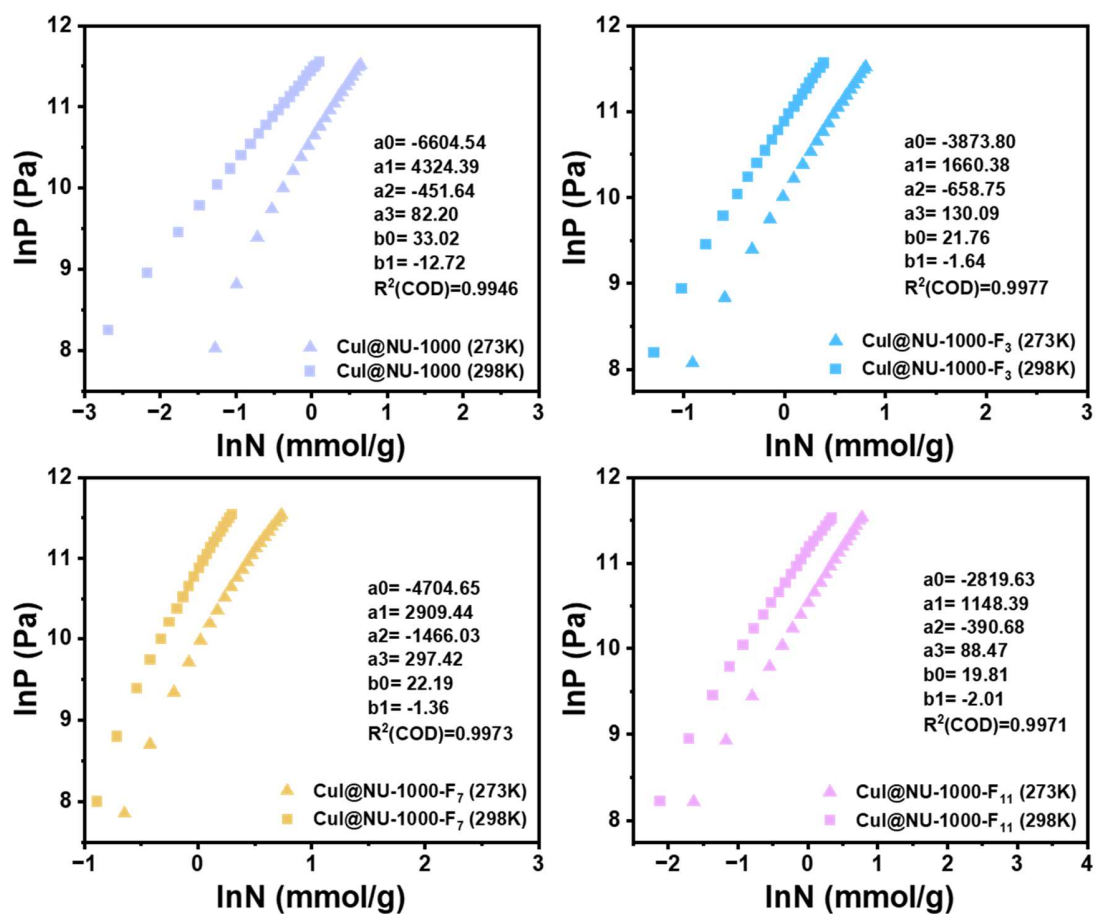 12
11
10
9
8
−3
−2
−1
0
1
2
3
lnP (Pa)
lnN (mmol/g)
a0= -6604.54
a1= 4324.39
a2= -451.64
a3= 82.20
b0= 33.02
b1= -12.72
R²(COD)=0.9946
CuI@NU-1000 (273K)
CuI@NU-1000 (298K)
12
11
10
9
8
−1
0
1
2
3
lnP (Pa)
lnN (mmol/g)
a0= -3873.80
a1= 1660.38
a2= -658.75
a3= 130.09
b0= 21.76
b1= -1.64
R²(COD)=0.9977
CuI@NU-1000-F₃ (273K)
CuI@NU-1000-F₃ (298K)
12
11
10
9
8
−1
0
1
2
3
lnP (Pa)
lnN (mmol/g)
a0= -4704.65
a1= 2909.44
a2= -1466.03
a3= 297.42
b0= 22.19
b1= -1.36
R²(COD)=0.9973
CuI@NU-1000-F₇ (273K)
CuI@NU-1000-F₇ (298K)
12
11
10
9
8
−2
−1
0
1
2
3
4
lnP (Pa)
lnN (mmol/g)
a0= -2819.63
a1= 1148.39
a2= -390.68
a3= 88.47
b0= 19.81
b1= -2.01
R²(COD)=0.9971
CuI@NU-1000-F₁₁ (273K)
CuI@NU-1000-F₁₁ (298K)